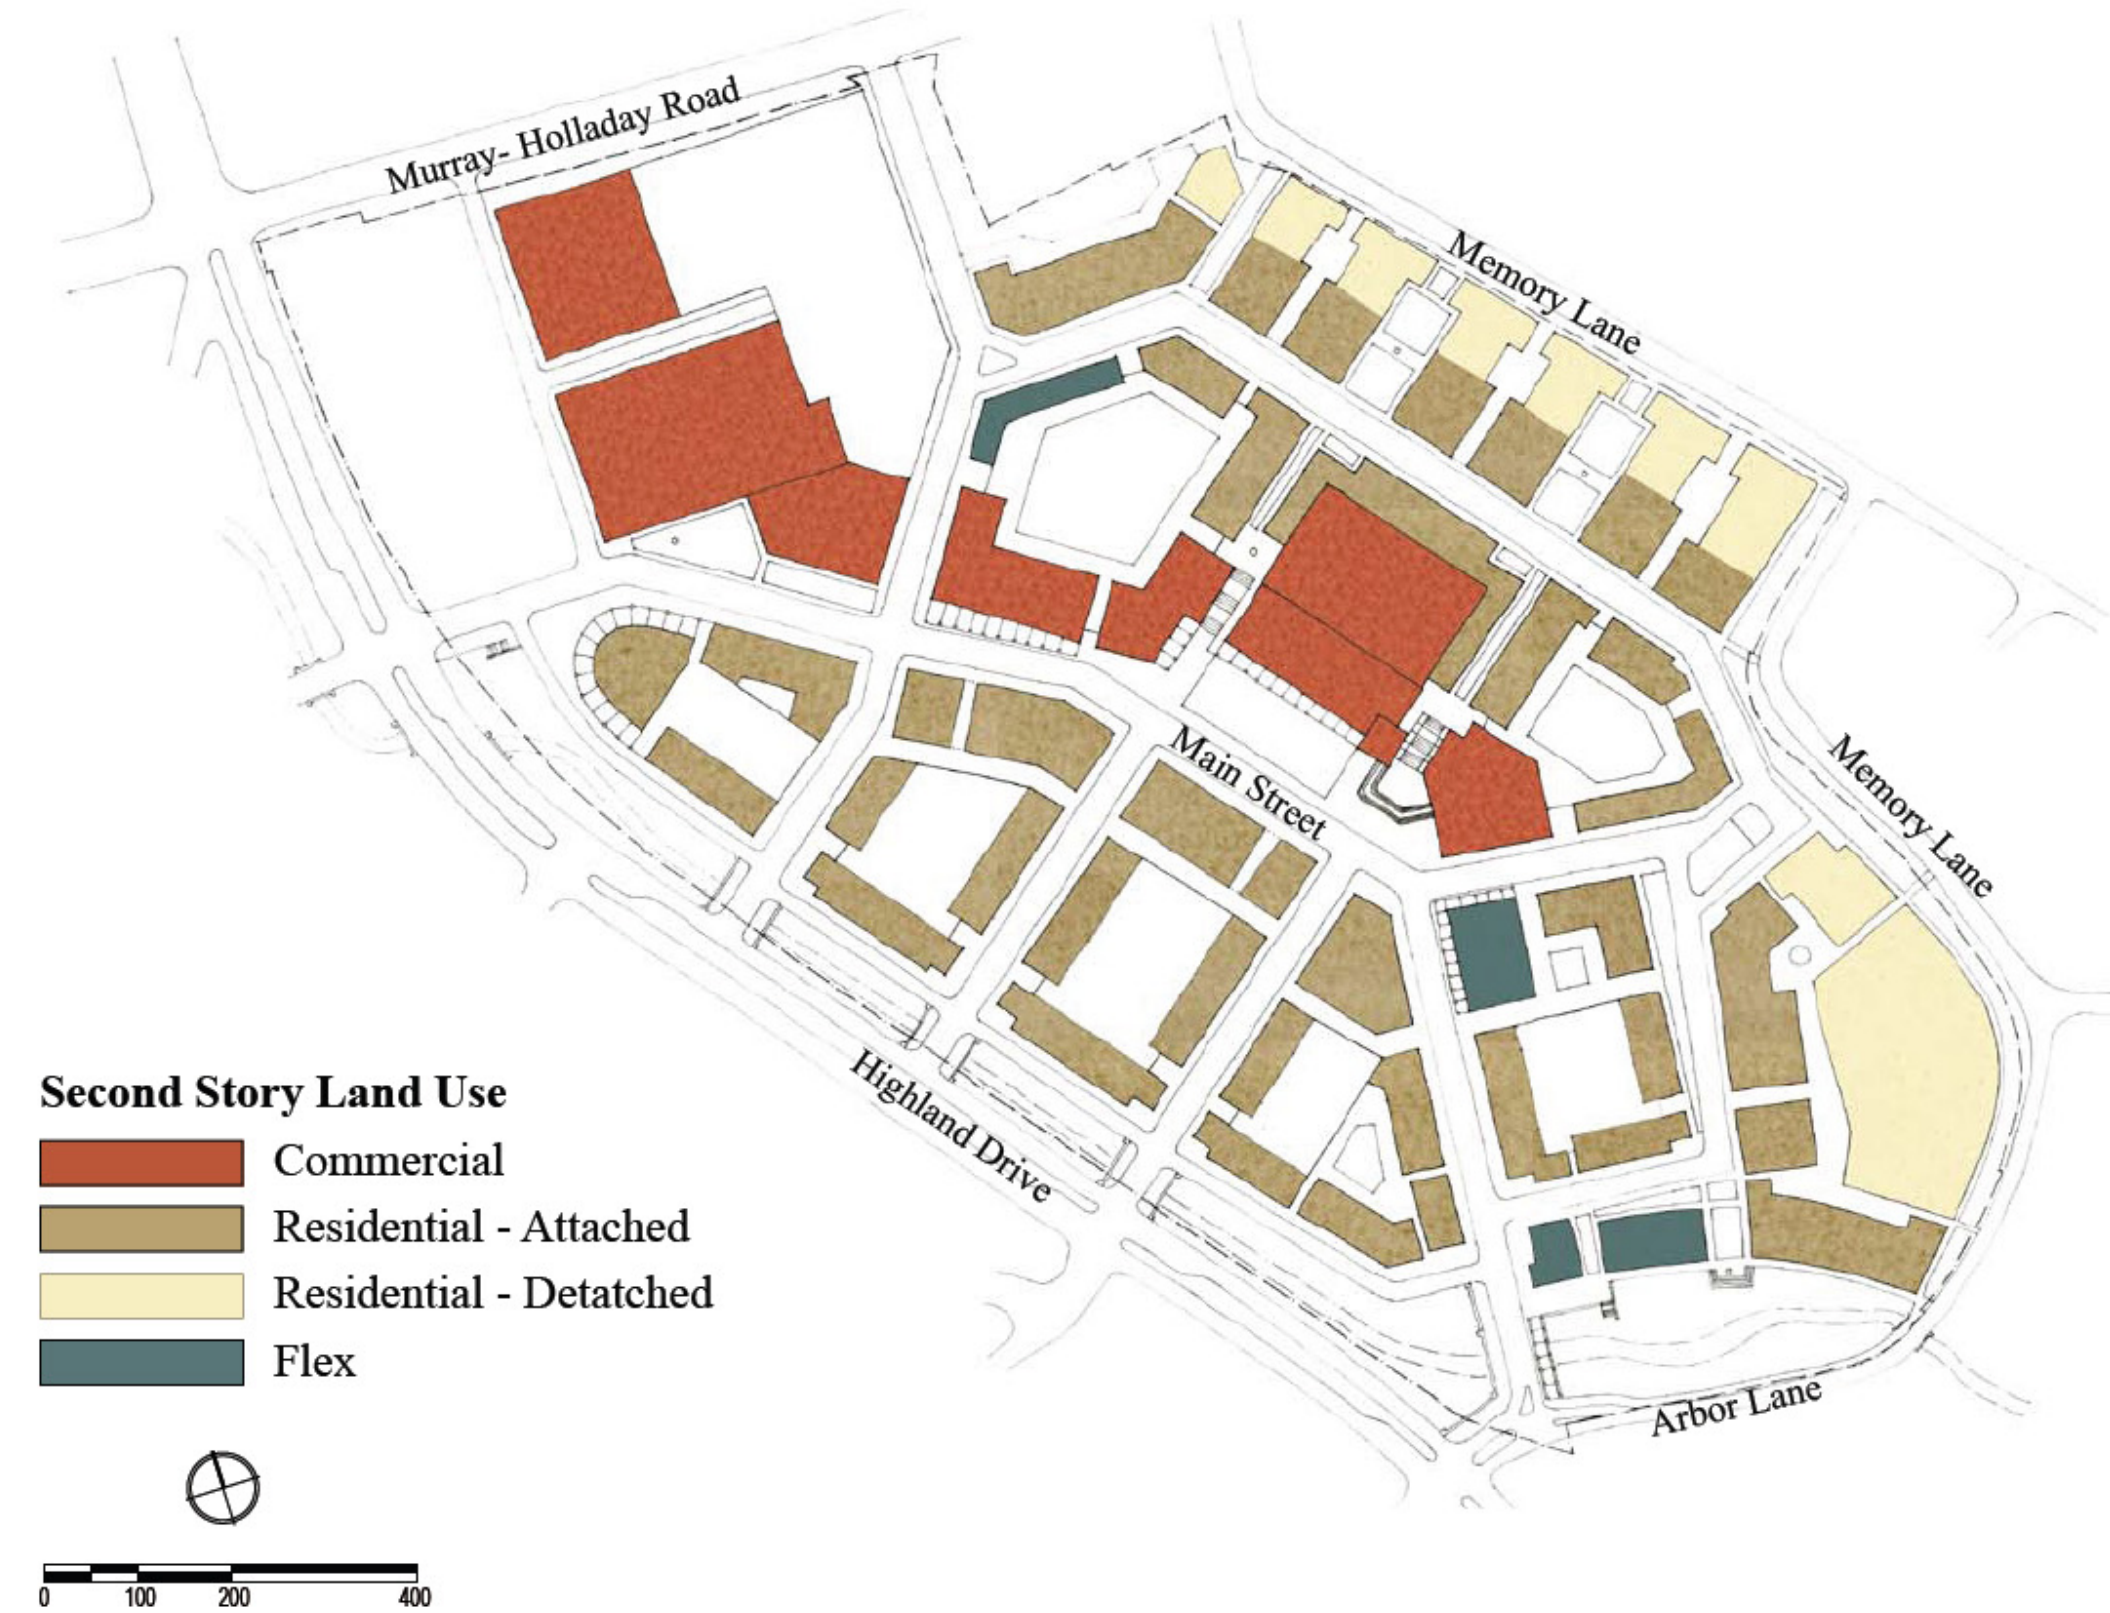 Murray- Holladay Road
Memory Lane
Main Street
Memory Lane
Highland Drive
Arbor Lane
Second Story Land Use
Commercial
Residential - Attached
Residential - Detatched
Flex
0 100 200 400